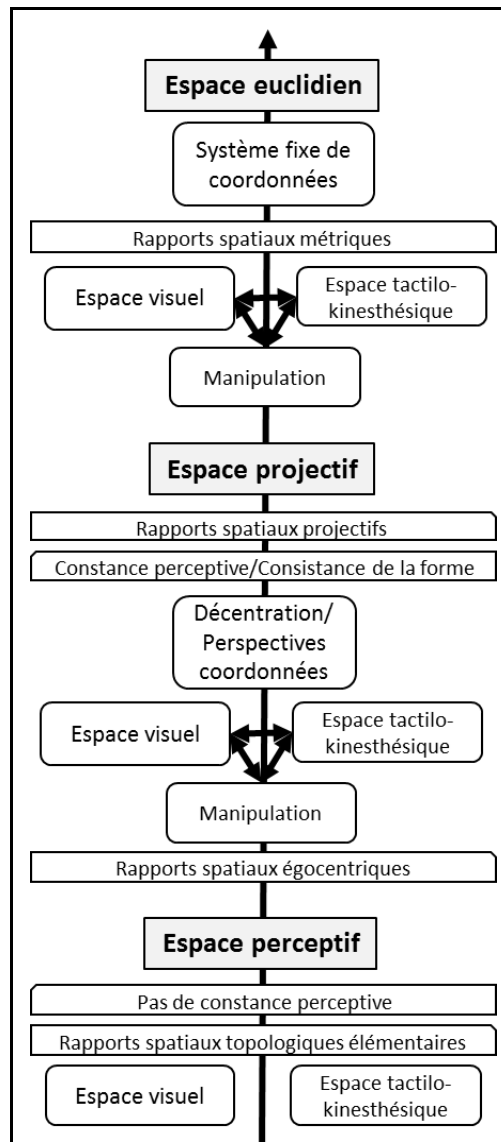 Espace euclidien
Système fixe de
coordonnées
Rapports spatiaux métriques
Espace visuel
Espace tactilo-
kinesthésique
Manipulation
Espace projectif
Rapports spatiaux projectifs
Constance perceptive/Consistance de la forme
Décentration/
Perspectives
coordonnées
Espace visuel
Espace tactilo-
kinesthésique
Manipulation
Rapports spatiaux égocentriques
Espace perceptif
Pas de constance perceptive
Rapports spatiaux topologiques élémentaires
Espace visuel
Espace tactilo-
kinesthésique